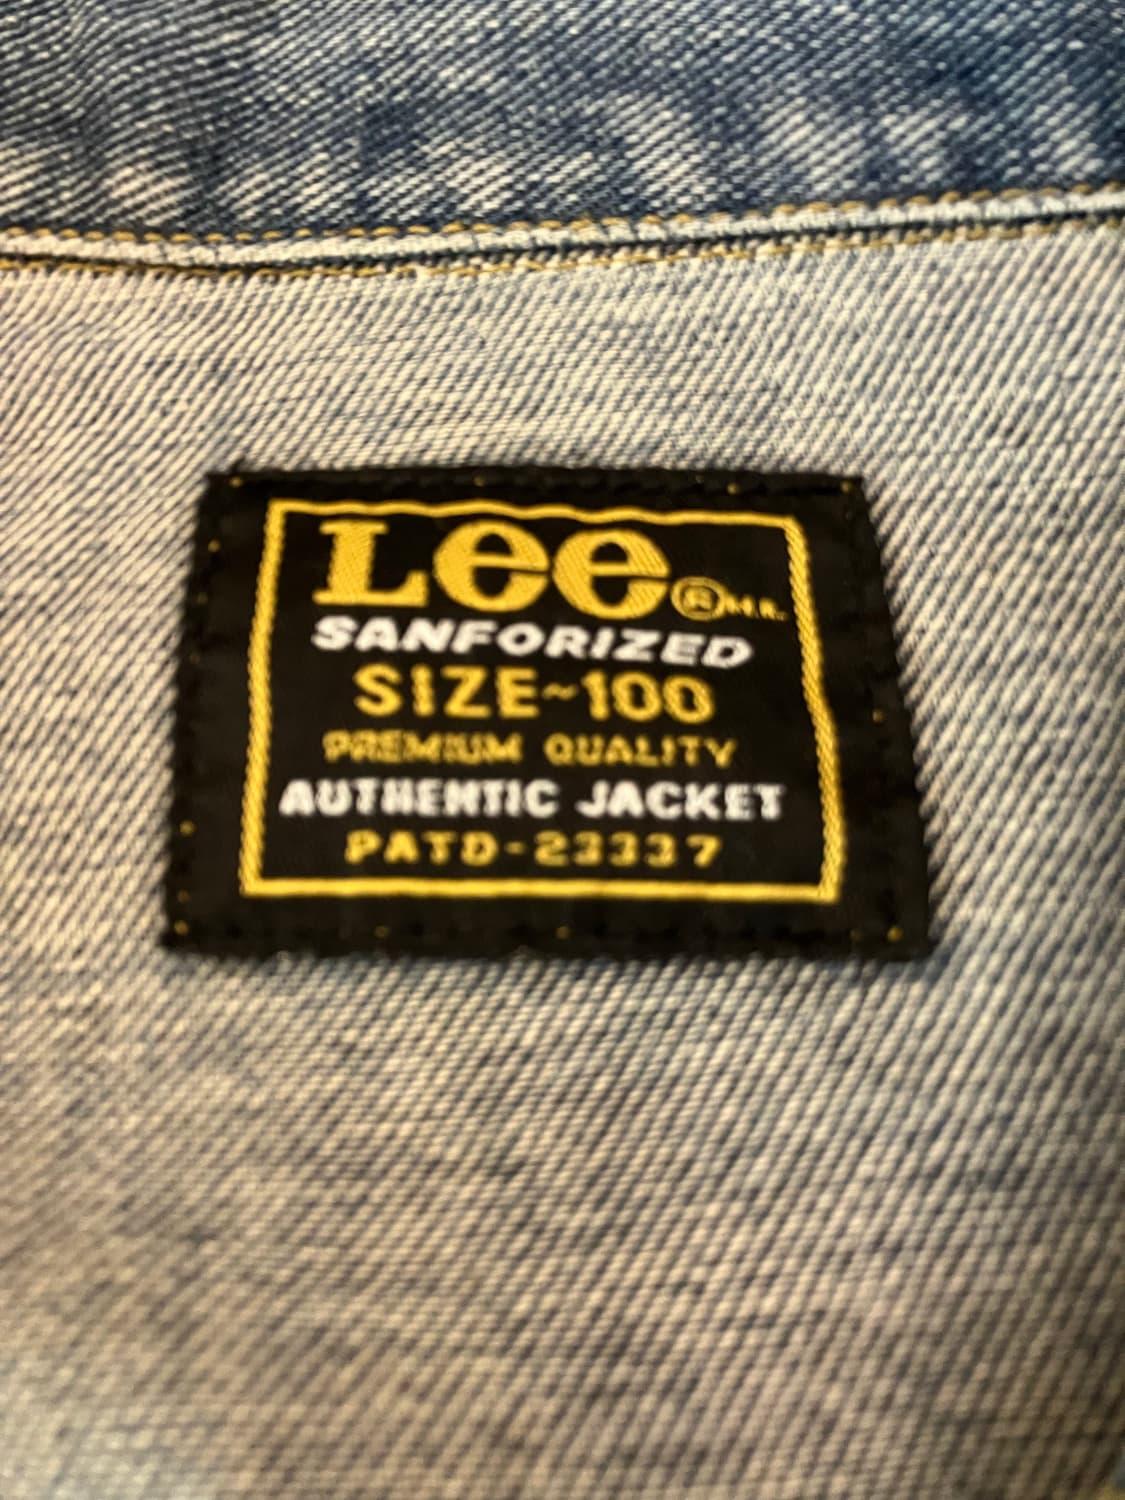 Lee ® M.R.
SANFORIZED
SIZE~100
PREMIUM QUALITY
AUTHENTIC JACKET
PATD-23337